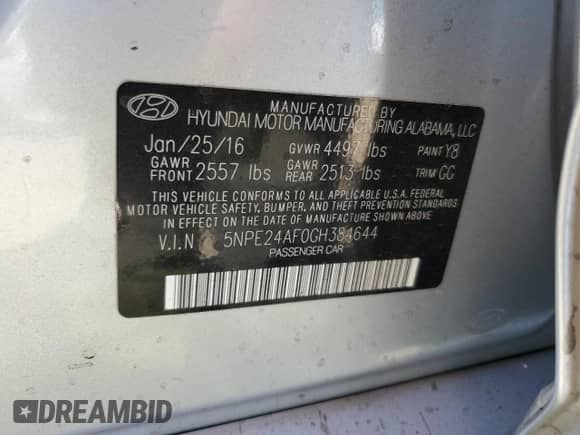 MANUFACTURED BY
HYUNDAI MOTOR MANUFACTURING ALABAMA, LLC
Jan/25/16 GVWR 4497 lbs PAINT Y8
GAWR FRONT 2557 lbs GAWR REAR 2513 lbs TRIM GG
THIS VEHICLE CONFORMS TO ALL APPLICABLE U.S.A. FEDERAL
MOTOR VEHICLE SAFETY, BUMPER, AND THEFT PREVENTION STANDARDS
IN EFFECT ON THE DATE OF MANUFACTURE SHOWN ABOVE
V.I.N 5NPE24AF0GH384644
PASSENGER CAR
DREAMBID